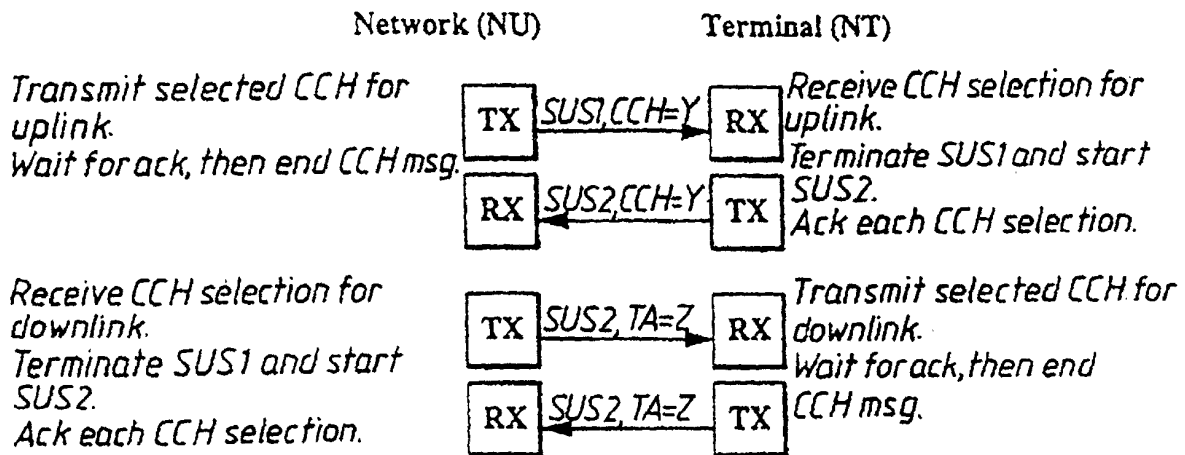 Network (NU)
Terminal (NT)
Transmit selected CCH for
uplink.
Wait for ack, then end CCH msg.
TX
SUS1, CCH=Y
RX
RX
SUS2, CCH=Y
TX
Receive CCH selection for
uplink.
Terminate SUS1 and start
SUS2.
Ack each CCH selection.
Receive CCH selection for
downlink.
Terminate SUS1 and start
SUS2.
Ack each CCH selection.
TX
SUS2, TA=Z
RX
RX
SUS2, TA=Z
TX
Transmit selected CCH for
downlink.
Wait for ack, then end
CCH msg.